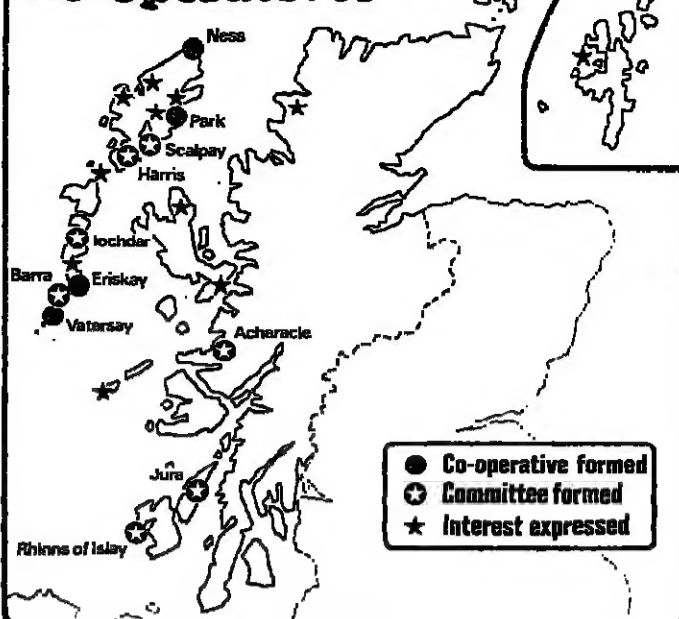 Ness
Park
Scalpay
Harris
Iochdar
Barra
Eriskay
Vatersay
Acharacle
Jura
Rhinns of Islay
Co-operative formed
Committee formed
Interest expressed